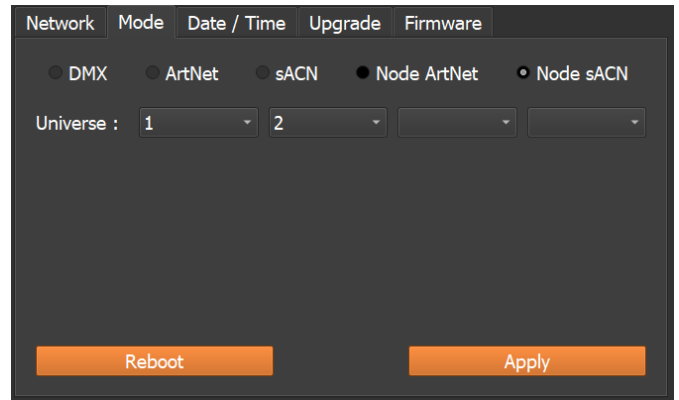 Network Mode Date / Time Upgrade Firmware
DMX ArtNet sACN Node ArtNet Node sACN
Universe : 1 2
Reboot Apply